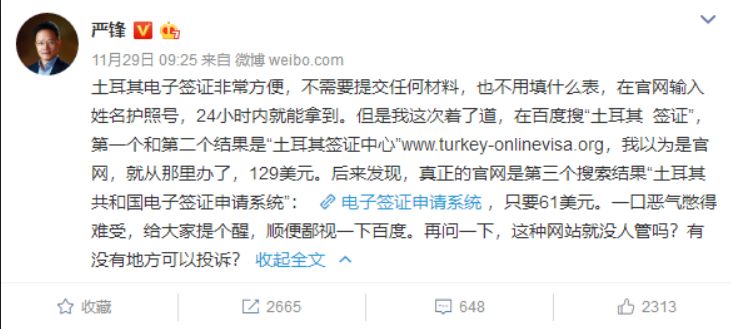 严锋
11月29日 09:25 来自 微博 weibo.com
土耳其电子签证非常方便，不需要提交任何材料，也不用填什么表，在官网输入
姓名护照号，24小时内就能拿到。但是我这次着了道，在百度搜“土耳其 签证”，
第一个和第二个结果是“土耳其签证中心”www.turkey-onlinevisa.org，我以为是官
网，就从那里办了，129美元。后来发现，真正的官网是第三个搜索结果“土耳其
共和国电子签证申请系统”： 电子签证申请系统 ，只要61美元。一口恶气憋得
难受，给大家提个醒，顺便鄙视一下百度。再问一下，这种网站就没人管吗？有
没有地方可以投诉？ 收起全文
收藏 2665 648 2313